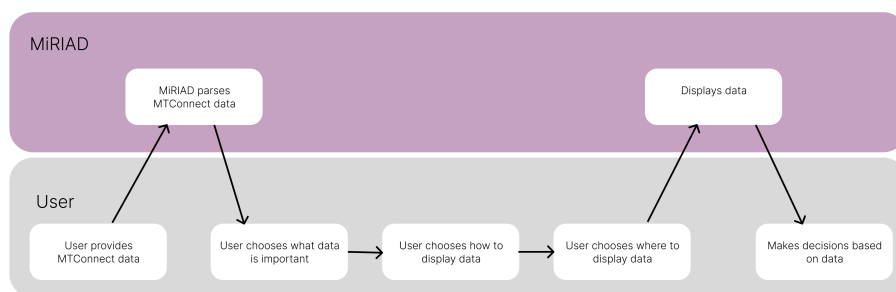 MiRIAD
MiRIAD parses
MTConnect data
Displays data
User
User provides
MTConnect data
User chooses what data
is important
User chooses how to
display data
User chooses where to
display data
Makes decisions based
on data